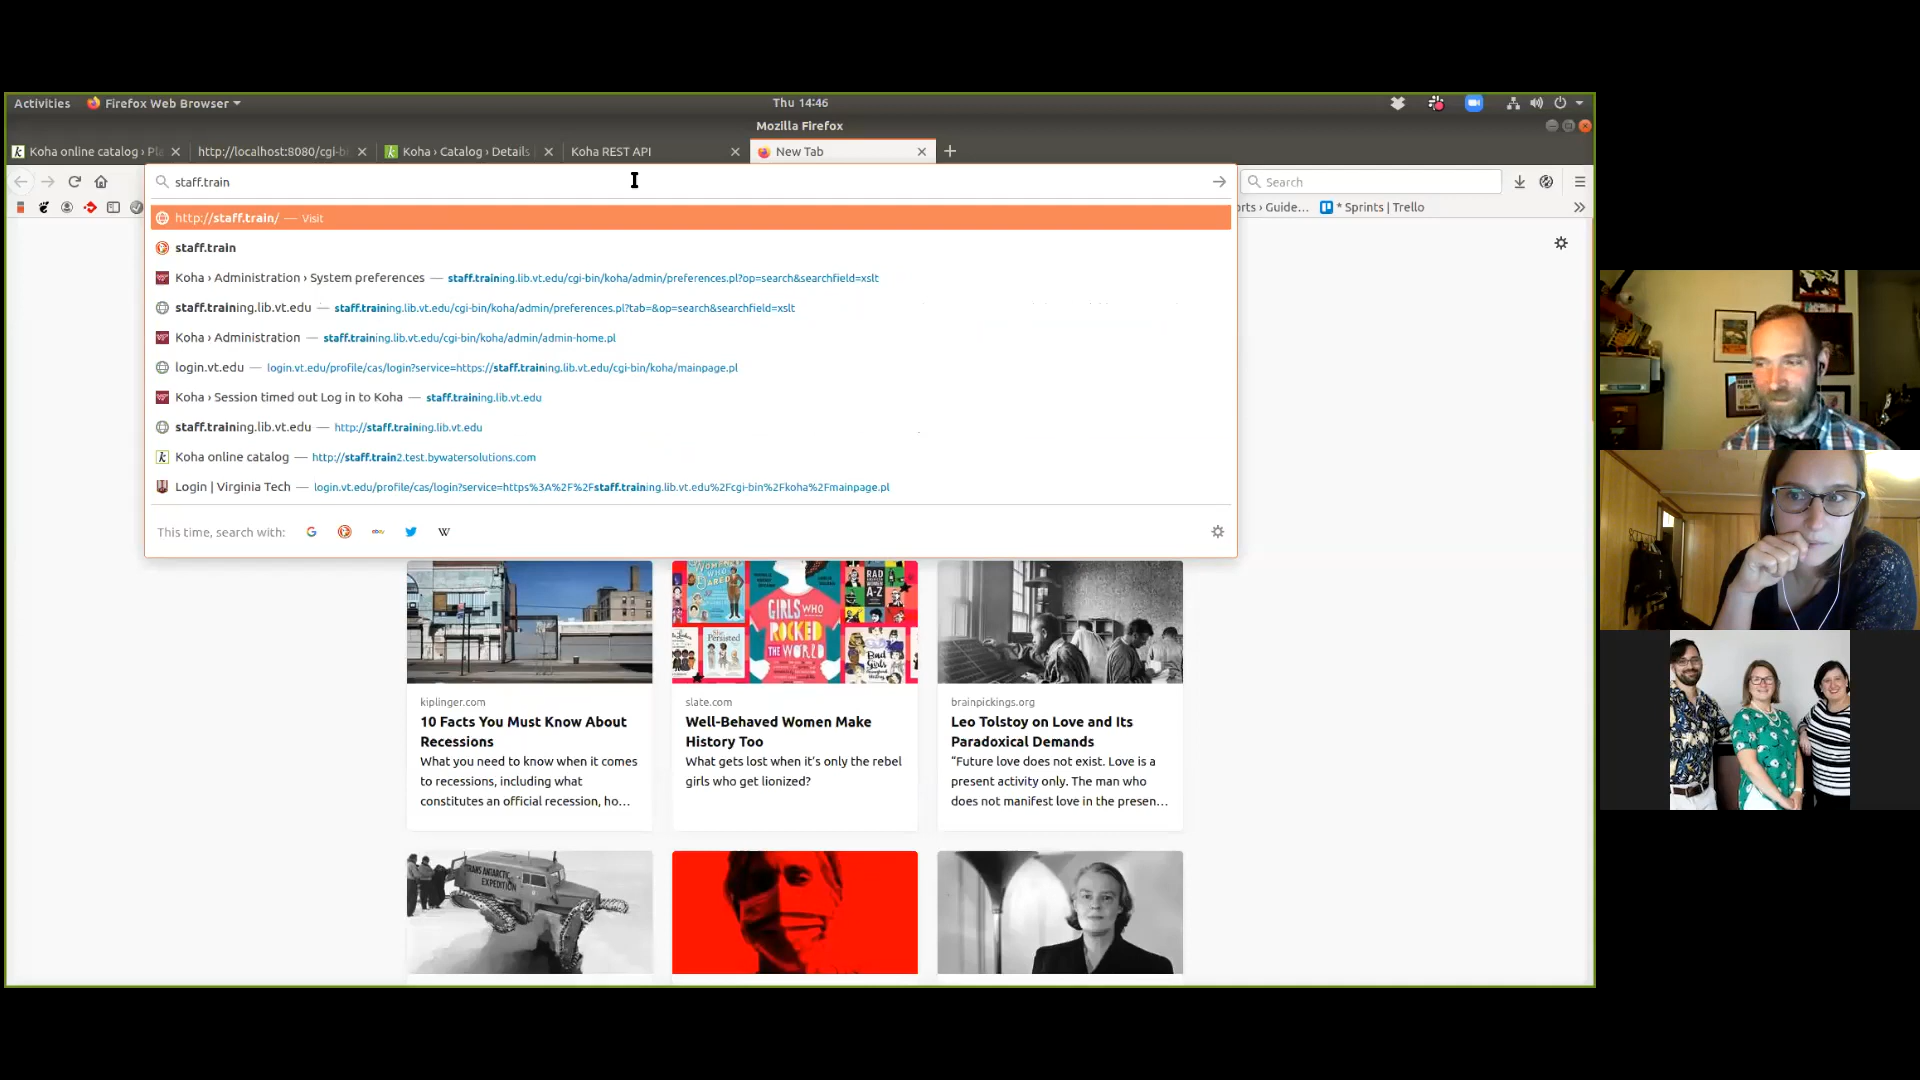 Activities Firefox Web Browser Thu 14:46
Mozilla Firefox
Koha online catalog › Pla http://localhost:8080/cgi-bi Koha › Catalog › Details Koha REST API New Tab
staff.train Search
orts › Guide... * Sprints | Trello
http://staff.train/ — Visit
staff.train
Koha › Administration › System preferences — staff.training.lib.vt.edu/cgi-bin/koha/admin/preferences.pl?op=search&searchfield=xslt
staff.training.lib.vt.edu — staff.training.lib.vt.edu/cgi-bin/koha/admin/preferences.pl?tab=&op=search&searchfield=xslt
Koha › Administration — staff.training.lib.vt.edu/cgi-bin/koha/admin/admin-home.pl
login.vt.edu — login.vt.edu/profile/cas/login?service=https://staff.training.lib.vt.edu/cgi-bin/koha/mainpage.pl
Koha › Session timed out Log in to Koha — staff.training.lib.vt.edu
staff.training.lib.vt.edu — http://staff.training.lib.vt.edu
Koha online catalog — http://staff.train2.test.bywatersolutions.com
Login | Virginia Tech — login.vt.edu/profile/cas/login?service=https%3A%2F%2Fstaff.training.lib.vt.edu%2Fcgi-bin%2Fkoha%2Fmainpage.pl
This time, search with:
WOMEN WHO DARED
RAD A-Z
GIRLS WHO ROCKED THE WORLD
She Persisted
kiplinger.com
10 Facts You Must Know About
Recessions
What you need to know when it comes
to recessions, including what
constitutes an official recession, ho...
slate.com
Well-Behaved Women Make
History Too
What gets lost when it's only the rebel
girls who get lionized?
brainpickings.org
Leo Tolstoy on Love and Its
Paradoxical Demands
“Future love does not exist. Love is a
present activity only. The man who
does not manifest love in the presen...
TRANS ANTARCTIC
EXPEDITION